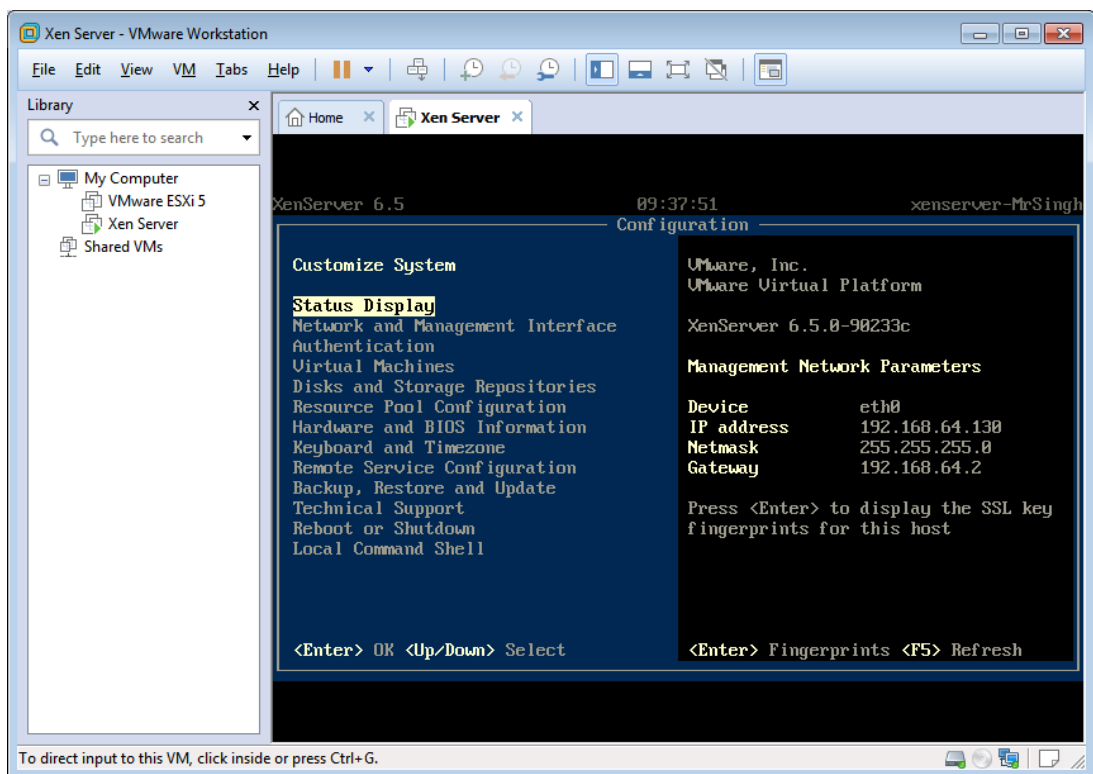 Xen Server - VMware Workstation
File Edit View VM Tabs Help
Library
Type here to search
My Computer
VMware ESXi 5
Xen Server
Shared VMs
Home
Xen Server
XenServer 6.5 09:37:51 xenserver-MrSingh
Configuration
Customize System
Status Display
Network and Management Interface
Authentication
Virtual Machines
Disks and Storage Repositories
Resource Pool Configuration
Hardware and BIOS Information
Keyboard and Timezone
Remote Service Configuration
Backup, Restore and Update
Technical Support
Reboot or Shutdown
Local Command Shell
<Enter> OK <Up/Down> Select
VMware, Inc.
VMware Virtual Platform
XenServer 6.5.0-90233c
Management Network Parameters
Device eth0
IP address 192.168.64.130
Netmask 255.255.255.0
Gateway 192.168.64.2
Press <Enter> to display the SSL key
fingerprints for this host
<Enter> Fingerprints <F5> Refresh
To direct input to this VM, click inside or press Ctrl+G.